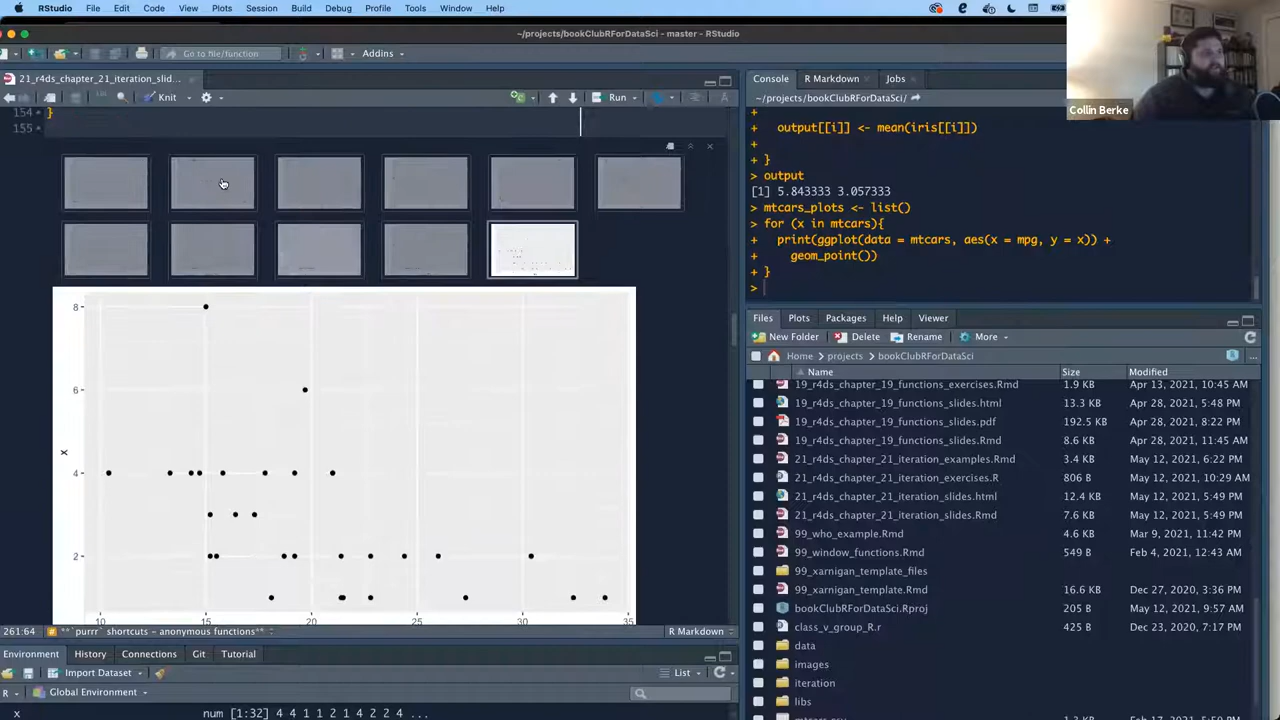 RStudio File Edit Code View Plots Session Build Debug Profile Tools Window Help
~/projects/bookClubRForDataSci - master - RStudio
Go to file/function
Addins
21_r4ds_chapter_21_iteration_slid...
Knit
Run
154 }
155
8
6
x
4
2
10 15 20 25 30 35
261:64
**`purrr` shortcuts - anonymous functions**
R Markdown
Environment History Connections Git Tutorial
Import Dataset
List
R
Global Environment
x num [1:32] 4 4 1 1 2 1 4 2 2 4 ...
Console R Markdown Jobs
~/projects/bookClubRForDataSci/
+
+ output[[i]] <- mean(iris[[i]])
+
+ }
> output
[1] 5.843333 3.057333
> mtcars_plots <- list()
> for (x in mtcars){
+ print(ggplot(data = mtcars, aes(x = mpg, y = x)) +
+ geom_point())
+ }
>
Collin Berke
Files Plots Packages Help Viewer
New Folder Delete Rename More
Home projects bookClubRForDataSci ...
Name Size Modified
19_r4ds_chapter_19_functions_exercises.Rmd 1.9 KB Apr 13, 2021, 10:45 AM
19_r4ds_chapter_19_functions_slides.html 13.3 KB Apr 28, 2021, 5:48 PM
19_r4ds_chapter_19_functions_slides.pdf 192.5 KB Apr 28, 2021, 8:22 PM
19_r4ds_chapter_19_functions_slides.Rmd 8.6 KB Apr 28, 2021, 11:45 AM
21_r4ds_chapter_21_iteration_examples.Rmd 3.4 KB May 12, 2021, 6:22 PM
21_r4ds_chapter_21_iteration_exercises.R 806 B May 12, 2021, 10:29 AM
21_r4ds_chapter_21_iteration_slides.html 12.4 KB May 12, 2021, 5:49 PM
21_r4ds_chapter_21_iteration_slides.Rmd 7.6 KB May 12, 2021, 5:49 PM
99_who_example.Rmd 4.6 KB Mar 9, 2021, 11:42 PM
99_window_functions.Rmd 549 B Feb 4, 2021, 12:43 AM
99_xarnigan_template_files
99_xarnigan_template.Rmd 16.6 KB Dec 27, 2020, 3:36 PM
bookClubRForDataSci.Rproj 205 B May 12, 2021, 9:57 AM
class_v_group_R.r 425 B Dec 23, 2020, 7:17 PM
data
images
iteration
libs